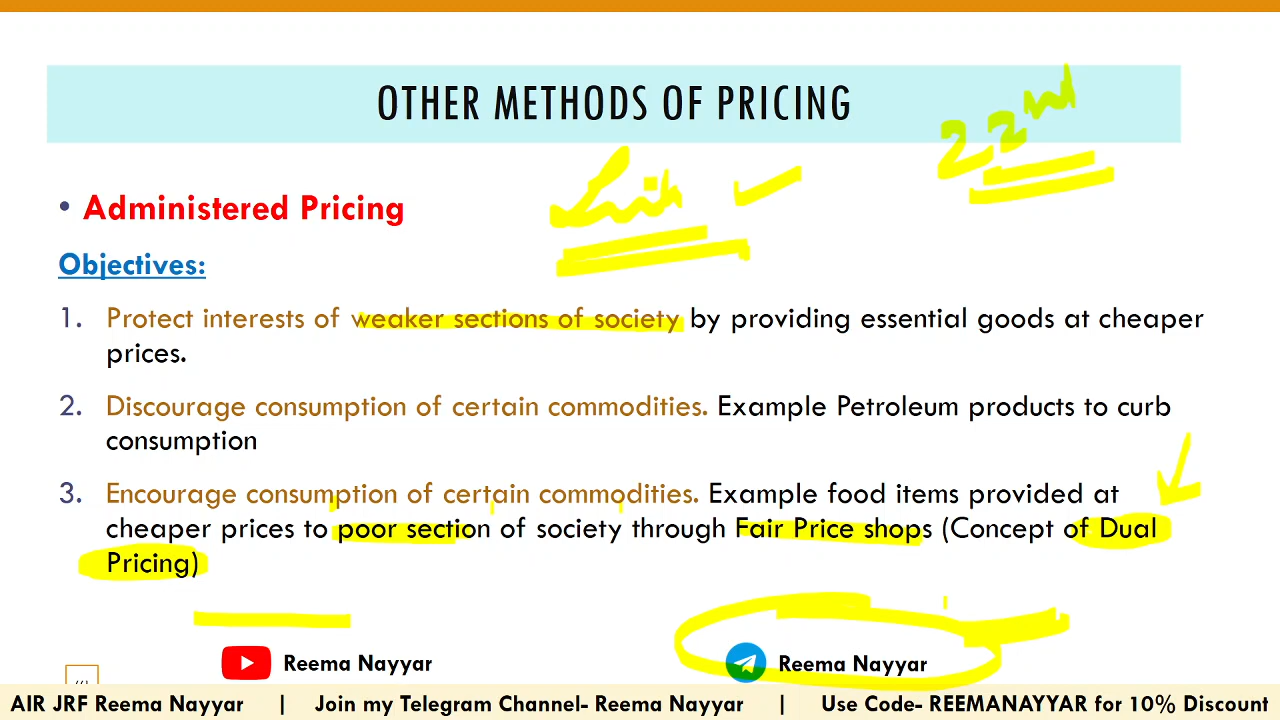 OTHER METHODS OF PRICING
22nd
• Administered Pricing
Objectives:
1. Protect interests of weaker sections of society by providing essential goods at cheaper
prices.
2. Discourage consumption of certain commodities. Example Petroleum products to curb
consumption
3. Encourage consumption of certain commodities. Example food items provided at
cheaper prices to poor section of society through Fair Price shops (Concept of Dual
Pricing)
Reema Nayyar
Reema Nayyar
AIR JRF Reema Nayyar | Join my Telegram Channel- Reema Nayyar | Use Code- REEMANAYYAR for 10% Discount